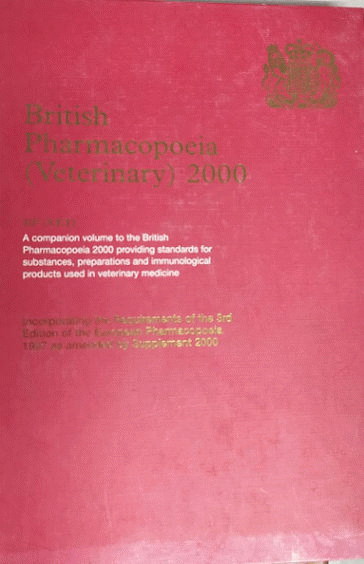 British
Pharmacopoeia
(Veterinary) 2000
A companion volume to the British
Pharmacopoeia 2000 providing standards for
substances, preparations and immunological
products used in veterinary medicine
Incorporating the Requirements of the 3rd
Edition of the European Pharmacopoeia
1997 as amended by Supplement 2000